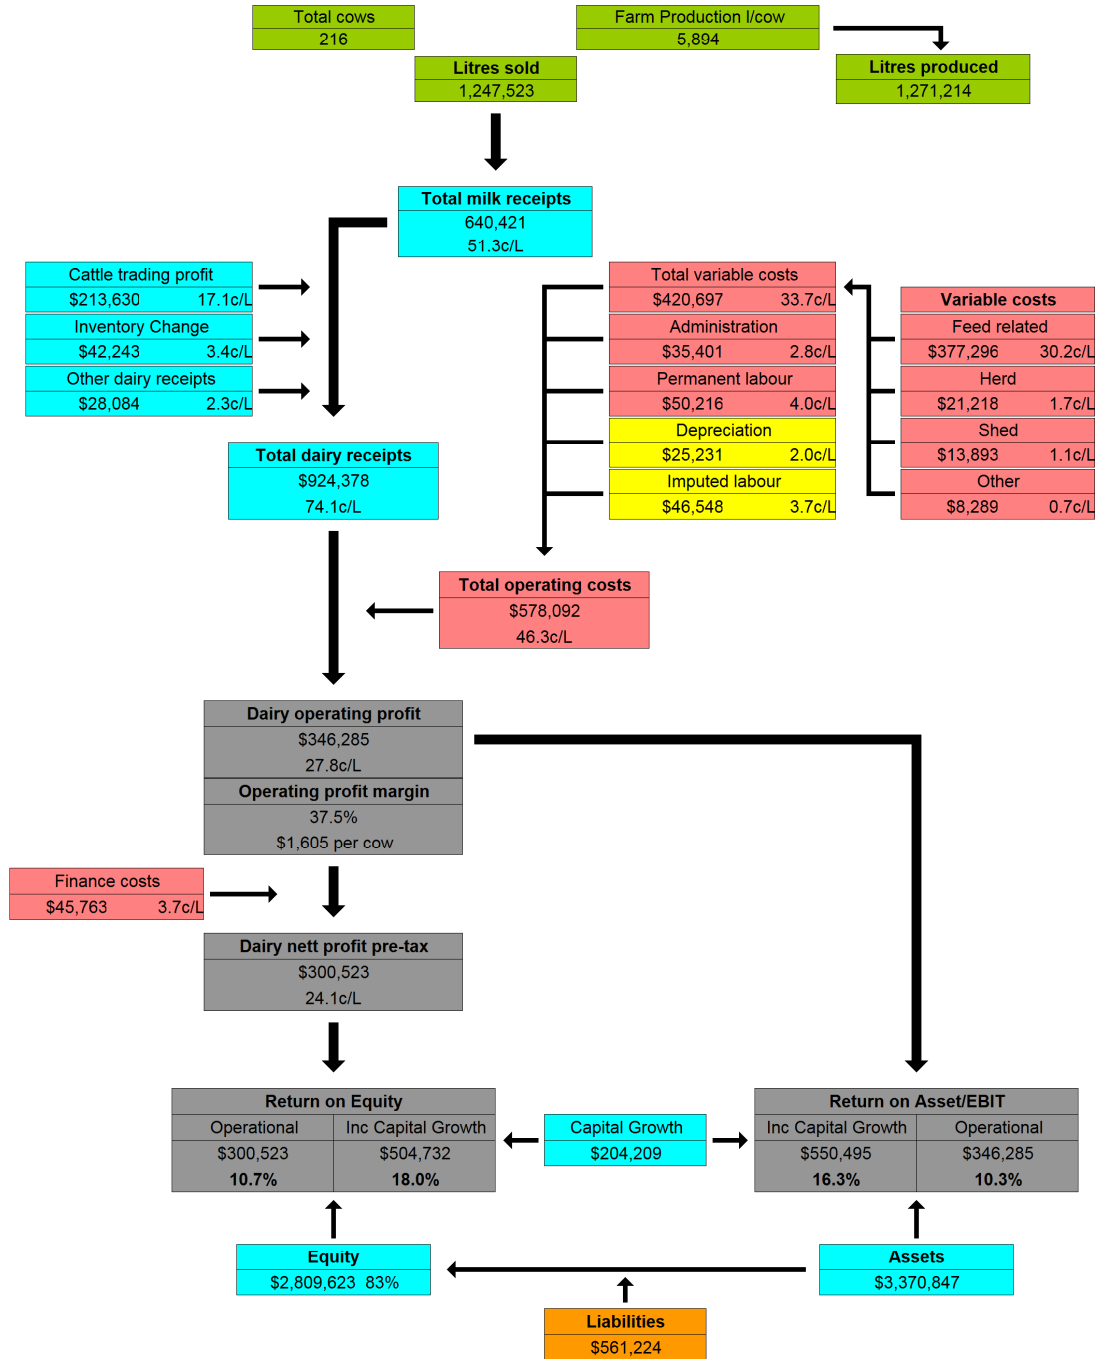 Total cows
216
Farm Production l/cow
5,894
Litres sold
1,247,523
Litres produced
1,271,214
Total milk receipts
640,421
51.3c/L
Cattle trading profit
$213,630 17.1c/L
Inventory Change
$42,243 3.4c/L
Other dairy receipts
$28,084 2.3c/L
Total dairy receipts
$924,378
74.1c/L
Total variable costs
$420,697 33.7c/L
Administration
$35,401 2.8c/L
Permanent labour
$50,216 4.0c/L
Depreciation
$25,231 2.0c/L
Imputed labour
$46,548 3.7c/L
Variable costs
Feed related
$377,296 30.2c/L
Herd
$21,218 1.7c/L
Shed
$13,893 1.1c/L
Other
$8,289 0.7c/L
Total operating costs
$578,092
46.3c/L
Dairy operating profit
$346,285
27.8c/L
Operating profit margin
37.5%
$1,605 per cow
Finance costs
$45,763 3.7c/L
Dairy nett profit pre-tax
$300,523
24.1c/L
Return on Equity
Operational Inc Capital Growth
$300,523 $504,732
10.7% 18.0%
Capital Growth
$204,209
Return on Asset/EBIT
Inc Capital Growth Operational
$550,495 $346,285
16.3% 10.3%
Equity
$2,809,623 83%
Assets
$3,370,847
Liabilities
$561,224